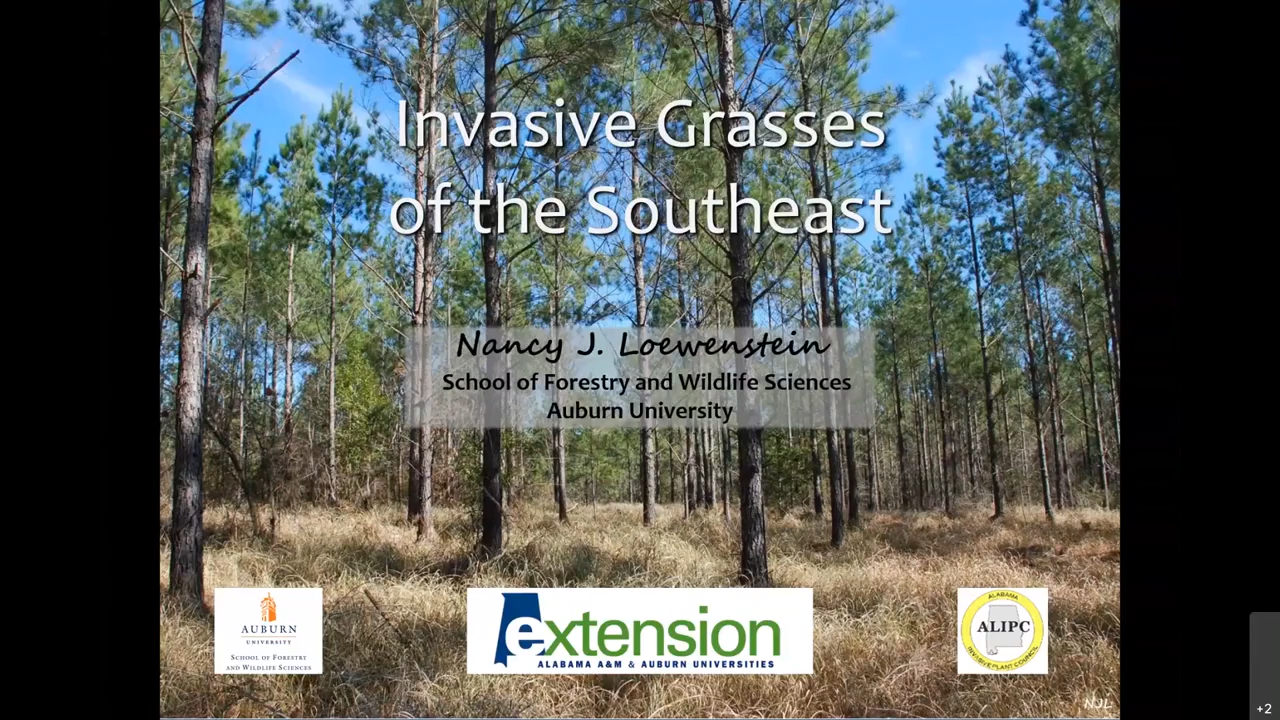 Invasive Grasses
of the Southeast
Nancy J. Loewenstein
School of Forestry and Wildlife Sciences
Auburn University
AUBURN
UNIVERSITY
SCHOOL OF FORESTRY
AND WILDLIFE SCIENCES
extension
ALABAMA A&M & AUBURN UNIVERSITIES
ALABAMA
ALIPC
INVASIVE PLANT COUNCIL
NJL
+2